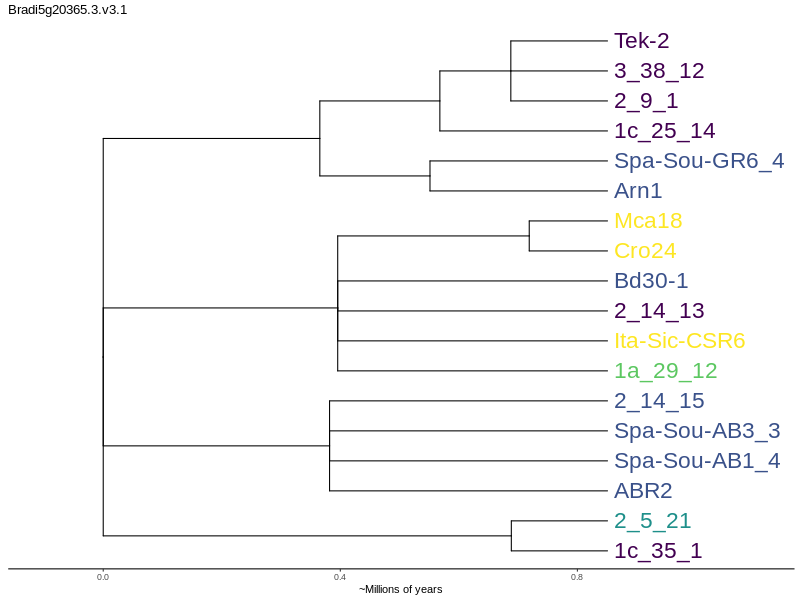 Bradi5g20365.3.v3.1
Tek-2
3_38_12
2_9_1
1c_25_14
Spa-Sou-GR6_4
Arn1
Mca18
Cro24
Bd30-1
2_14_13
Ita-Sic-CSR6
1a_29_12
2_14_15
Spa-Sou-AB3_3
Spa-Sou-AB1_4
ABR2
2_5_21
1c_35_1
0.0 0.4 0.8
~Millions of years